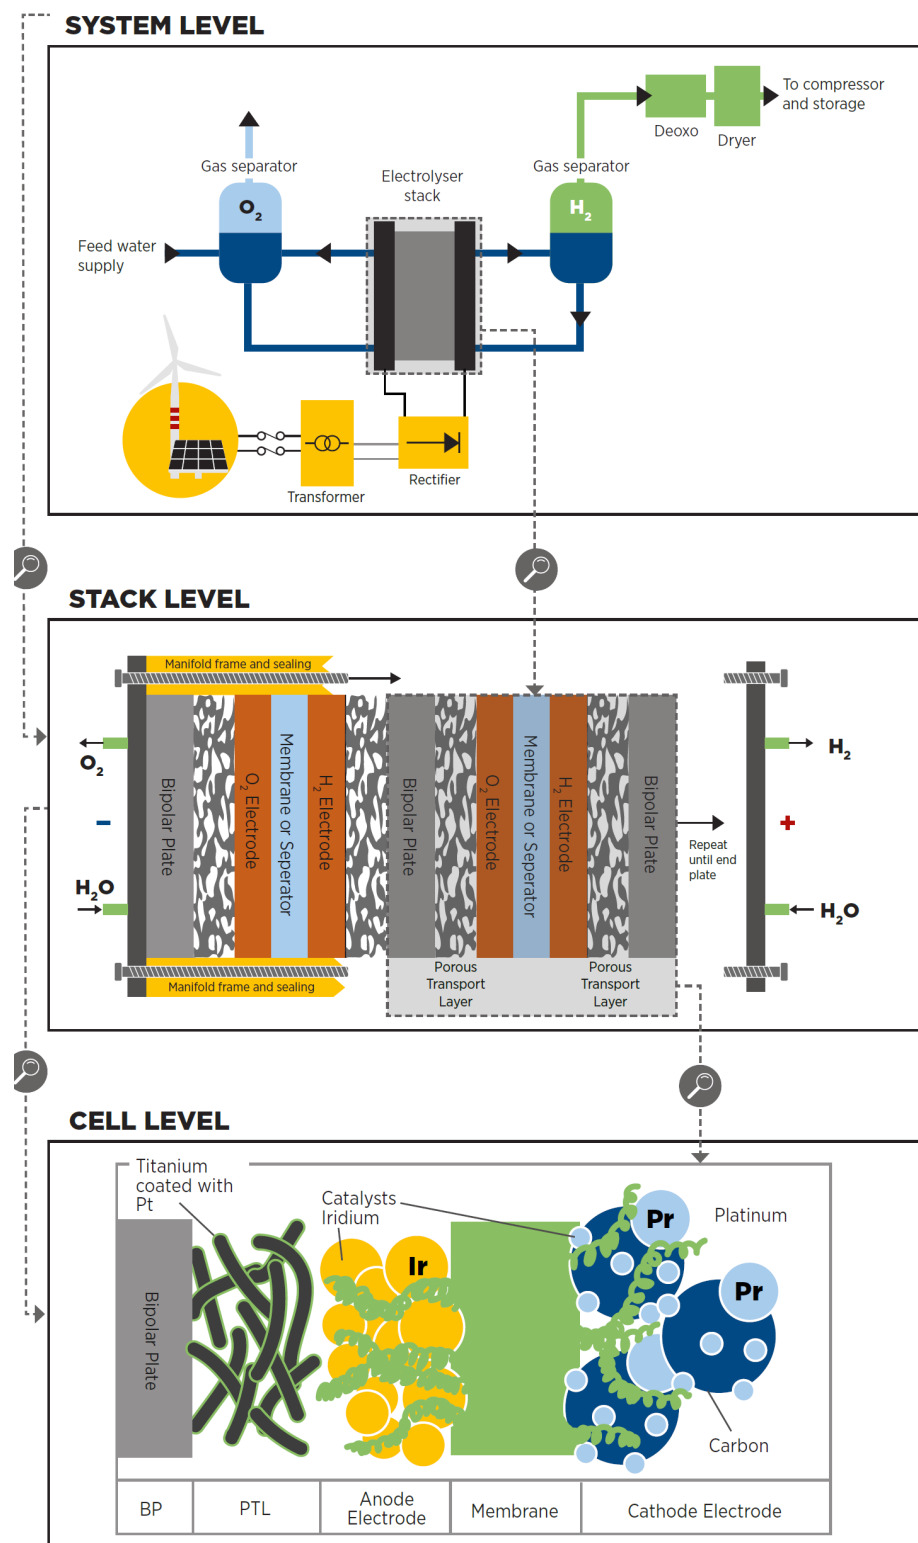 SYSTEM LEVEL
To compressor
and storage
Deoxo
Dryer
Gas separator
Electrolyser
stack
Gas separator
O2
H2
Feed water
supply
Transformer
Rectifier
STACK LEVEL
Manifold frame and sealing
O2
–
H2O
Bipolar Plate
O2 Electrode
Membrane or Seperator
H2 Electrode
Bipolar Plate
O2 Electrode
Membrane or Seperator
H2 Electrode
Bipolar Plate
Repeat
until end
plate
H2
+
H2O
Manifold frame and sealing
Porous
Transport
Layer
Porous
Transport
Layer
CELL LEVEL
Titanium
coated with
Pt
Catalysts
Iridium
Ir
Pr
Platinum
Pr
Bipolar Plate
Carbon
BP
PTL
Anode
Electrode
Membrane
Cathode Electrode